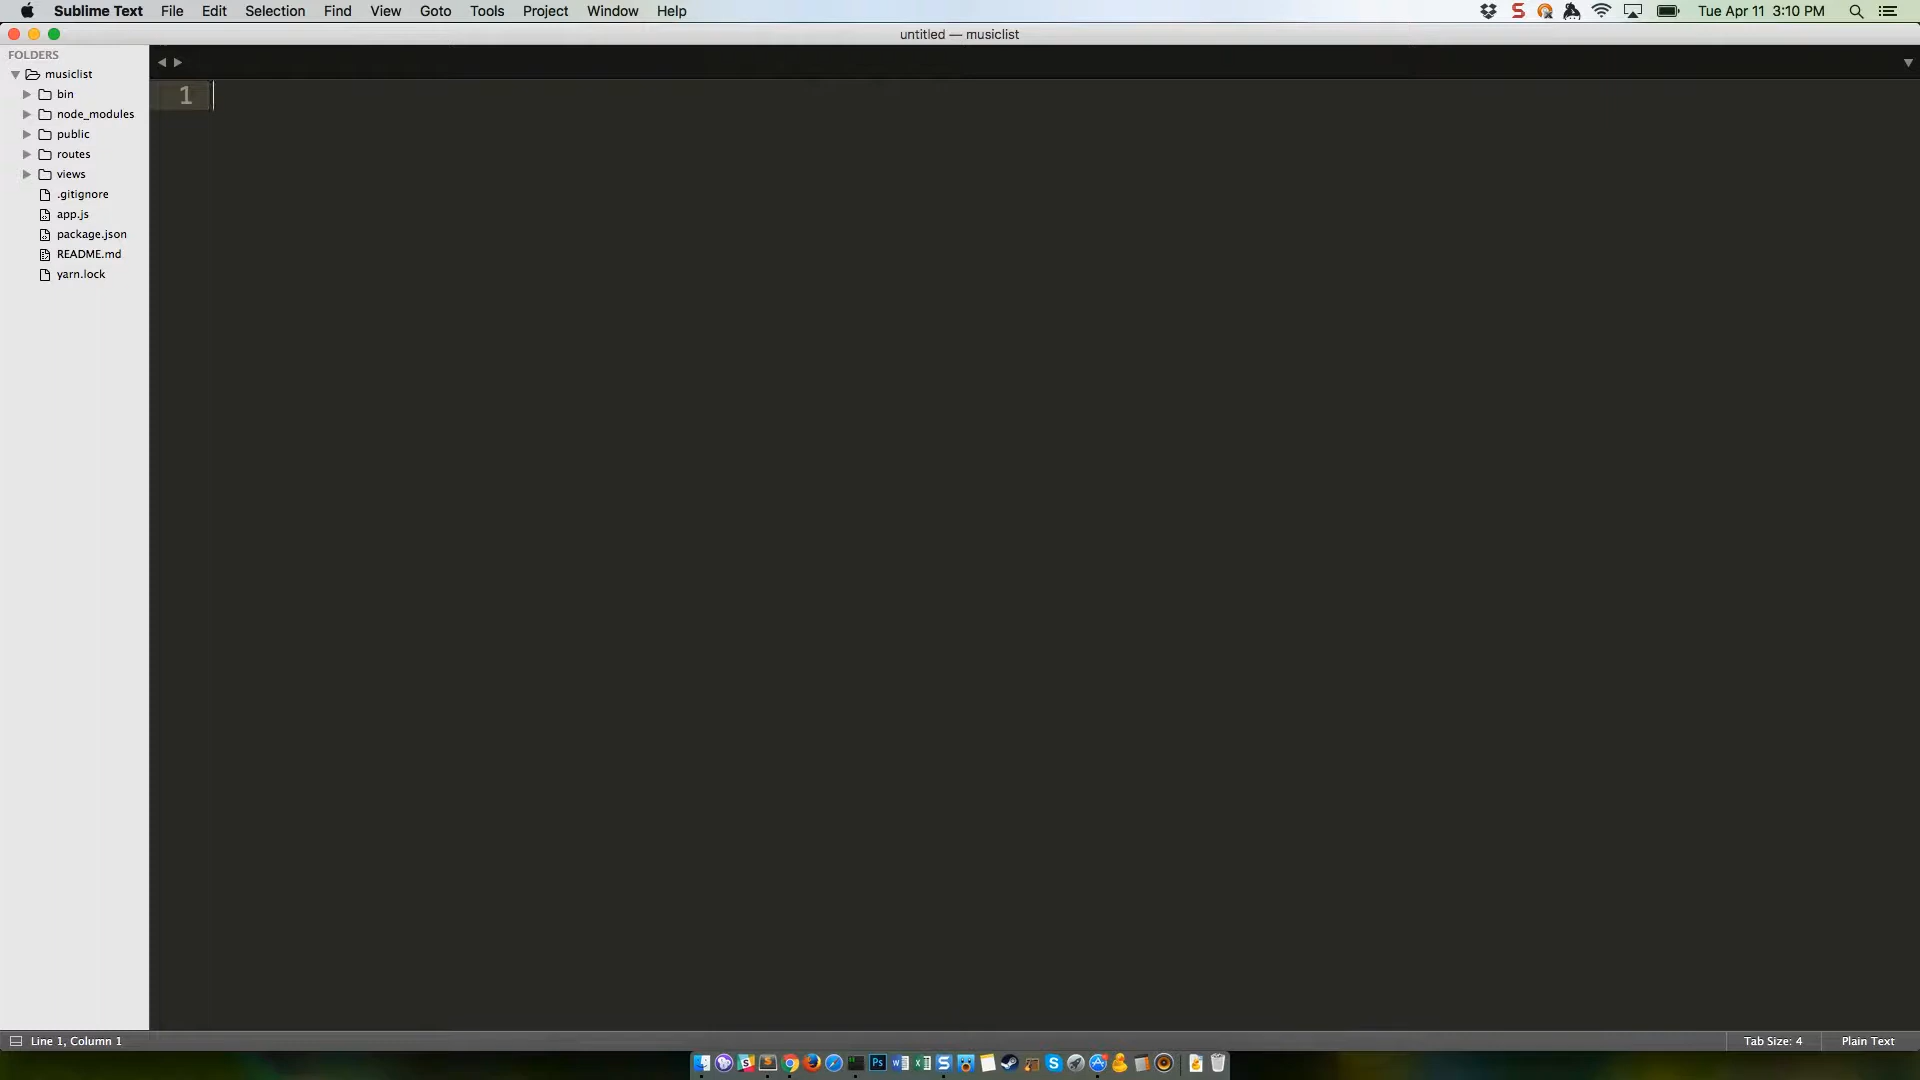 Sublime Text File Edit Selection Find View Goto Tools Project Window Help Tue Apr 11 3:10 PM
untitled — musiclist
FOLDERS
musiclist
1
bin
node_modules
public
routes
views
.gitignore
app.js
package.json
README.md
yarn.lock
Line 1, Column 1 Tab Size: 4 Plain Text